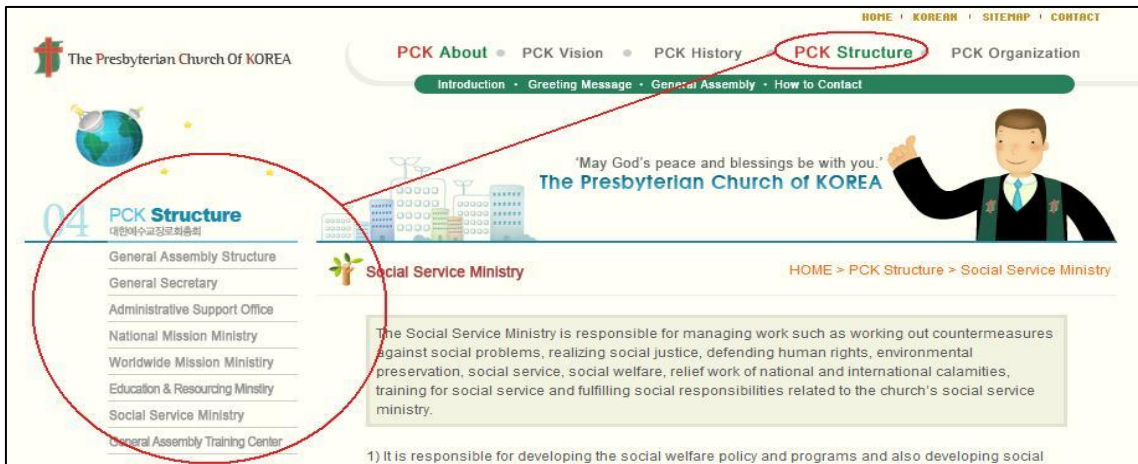 HOME KOREAN SITEMAP CONTACT
The Presbyterian Church Of KOREA
PCK About PCK Vision PCK History PCK Structure PCK Organization
Introduction • Greeting Message • General Assembly • How to Contact
'May God's peace and blessings be with you.'
The Presbyterian Church of KOREA
04 PCK Structure
대한예수교장로회총회
General Assembly Structure
General Secretary
Administrative Support Office
National Mission Ministry
Worldwide Mission Ministiry
Education & Resourcing Minstiry
Social Service Ministry
General Assembly Training Center
Social Service Ministry
HOME > PCK Structure > Social Service Ministry
The Social Service Ministry is responsible for managing work such as working out countermeasures
against social problems, realizing social justice, defending human rights, environmental
preservation, social service, social welfare, relief work of national and international calamities,
training for social service and fulfilling social responsibilities related to the church's social service
ministry.
1) It is responsible for developing the social welfare policy and programs and also developing social